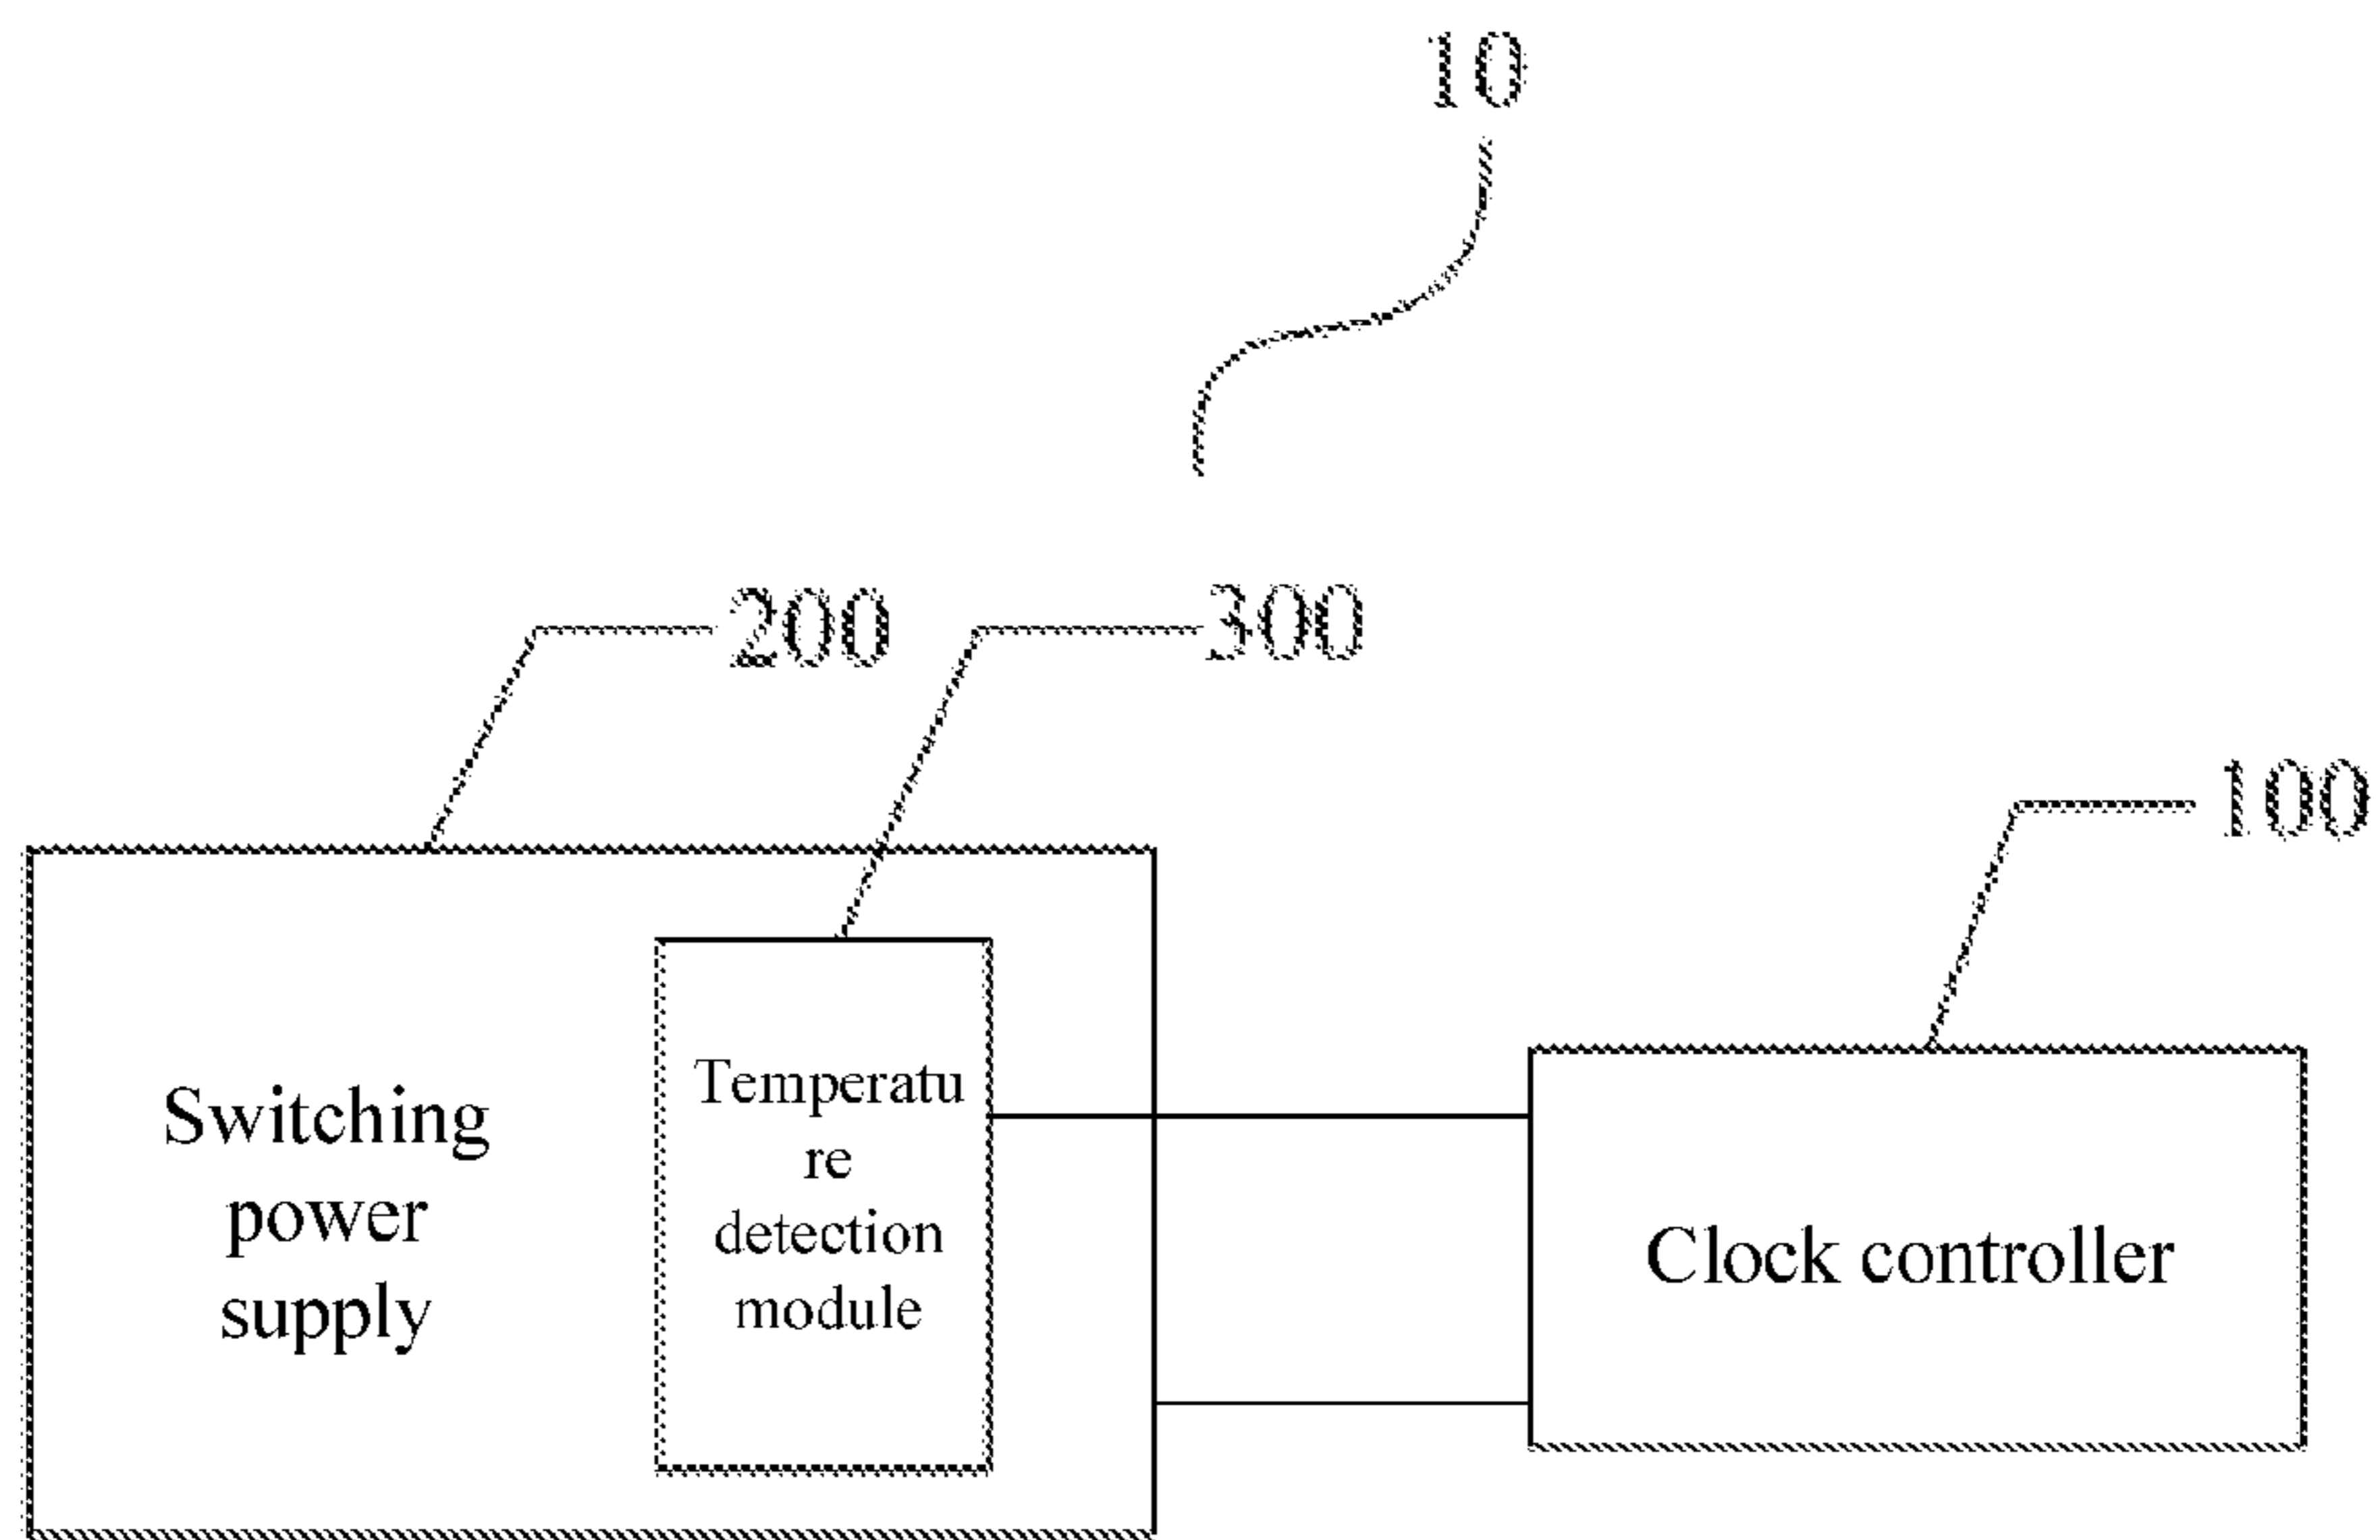 10
200
300
100
Switching
power
supply
Temperatu
re
detection
module
Clock controller